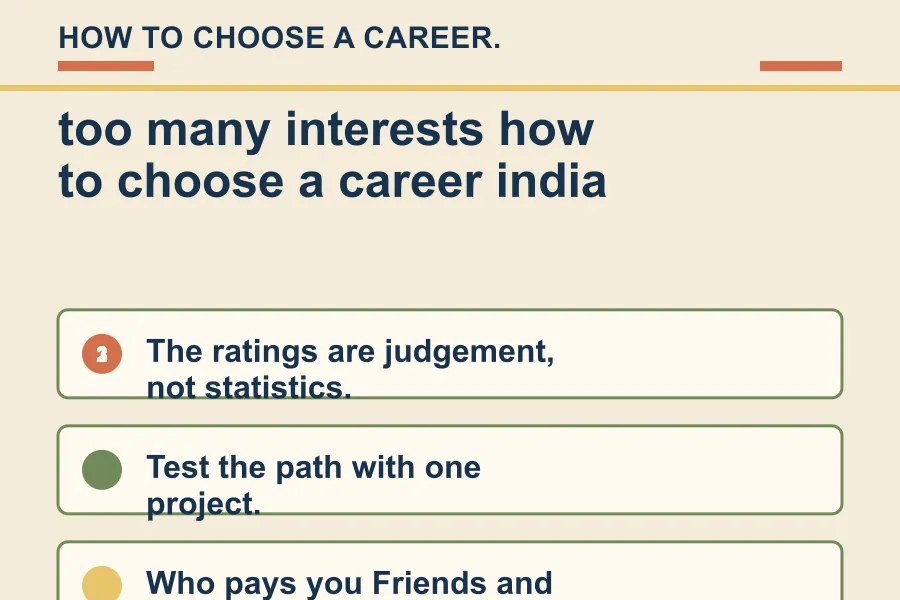 HOW TO CHOOSE A CAREER.
too many interests how
to choose a career india
The ratings are judgement,
not statistics.
Test the path with one
project.
Who pays you Friends and